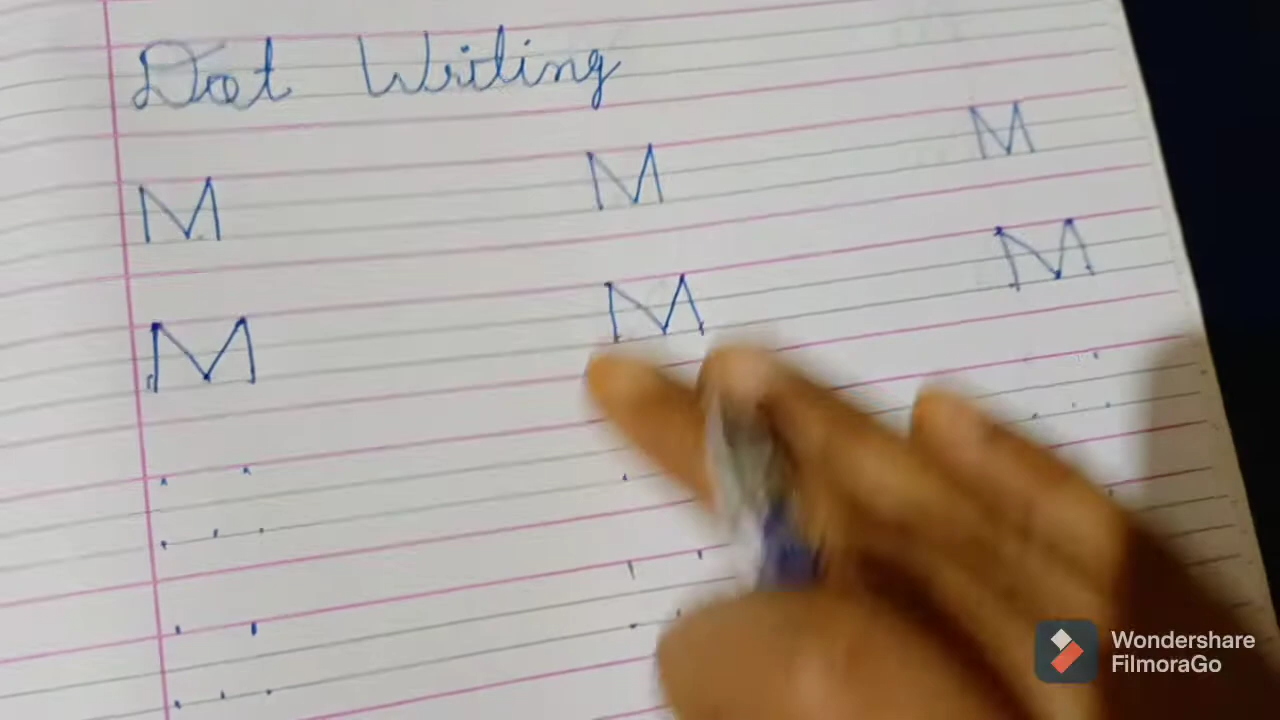 Dot Writing
M M M
M M M
Wondershare
FilmoraGo